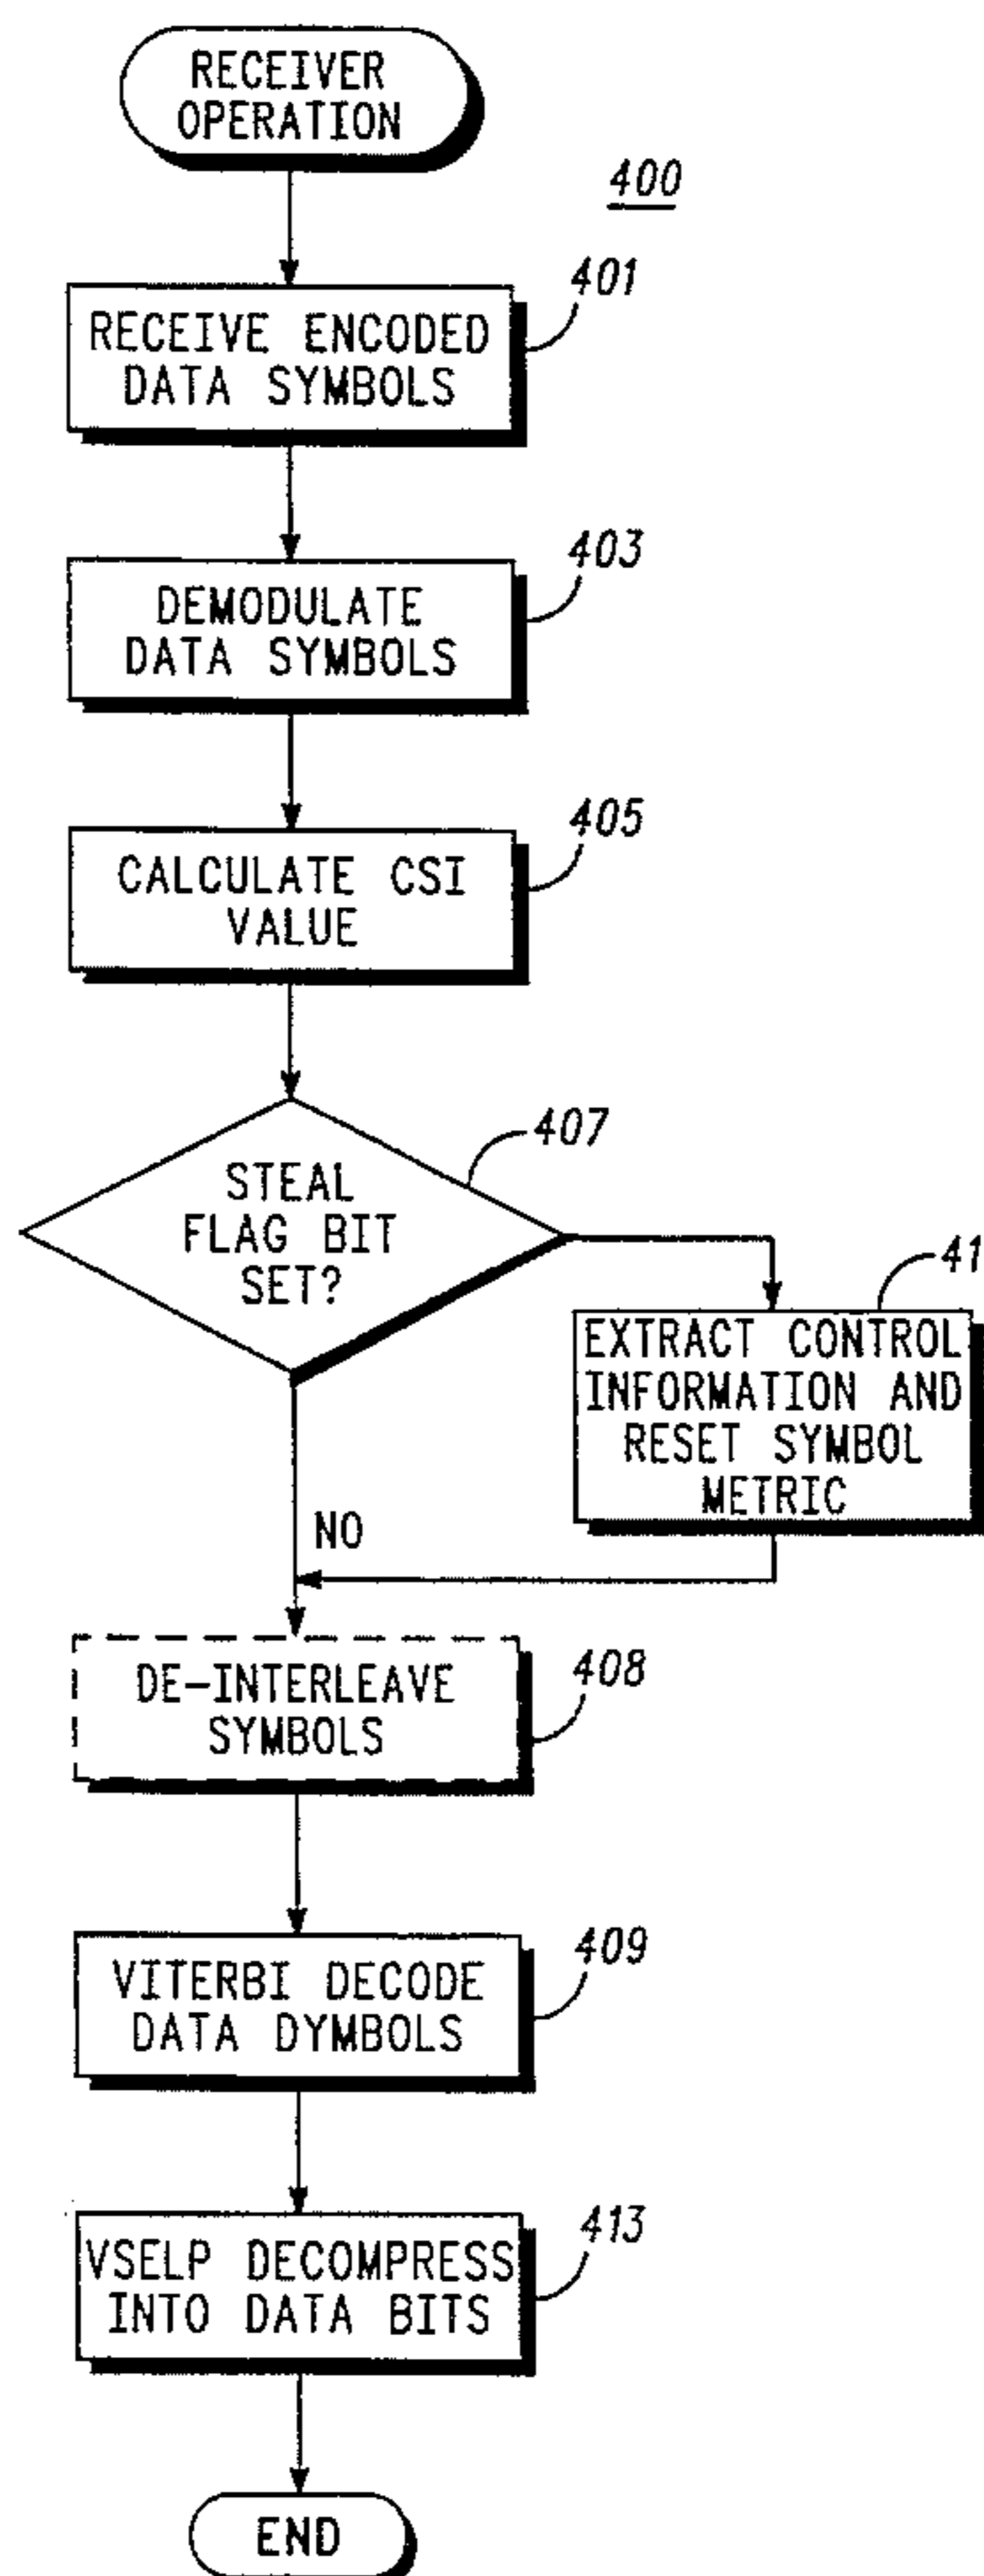 RECEIVER
OPERATION
400
401
RECEIVE ENCODED
DATA SYMBOLS
403
DEMODULATE
DATA SYMBOLS
405
CALCULATE CSI
VALUE
407
STEAL
FLAG BIT
SET?
41
EXTRACT CONTROL
INFORMATION AND
RESET SYMBOL
METRIC
NO
408
DE-INTERLEAVE
SYMBOLS
409
VITERBI DECODE
DATA DYMBOLS
413
VSELP DECOMPRESS
INTO DATA BITS
END